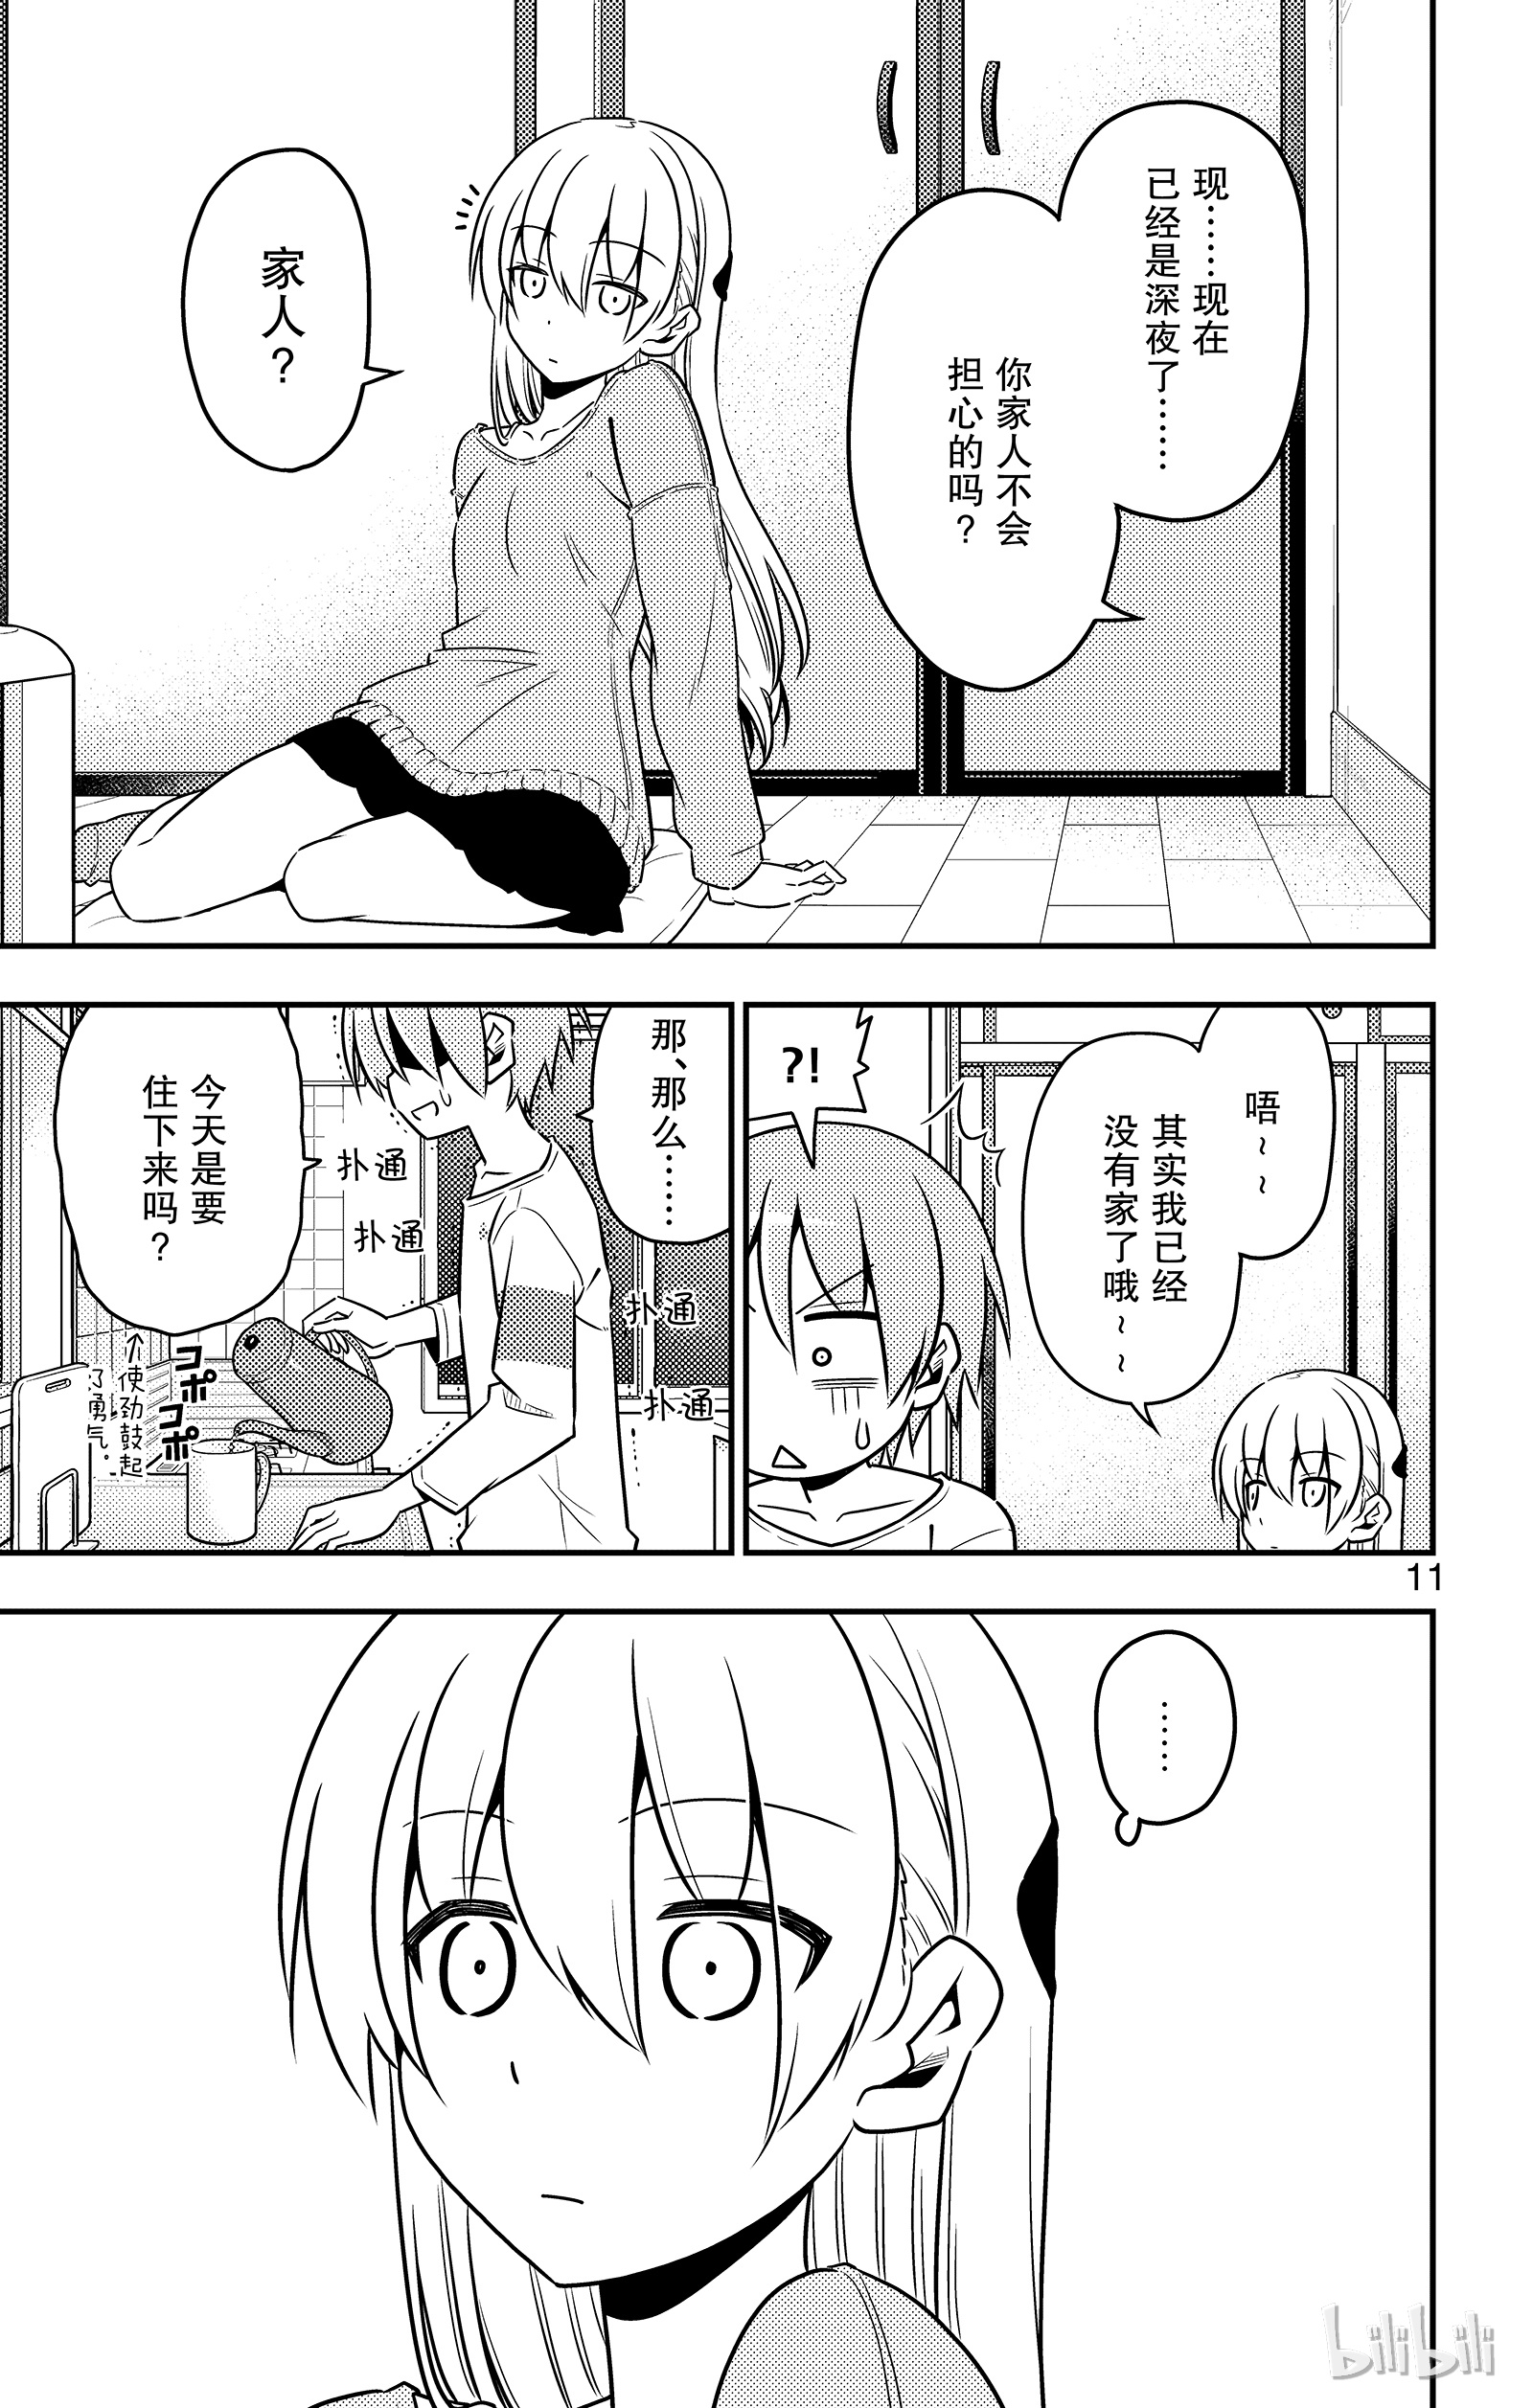 现……现在
已经是深夜了……
你家人不会
担心的吗？
家人？
唔～～
其实我已经
没有家了哦～～
?!
那、那么……
扑通
扑通
扑通
扑通
今天是要
住下来吗？
コポコポ
使劲鼓起
了勇气。
11
……
bilibili